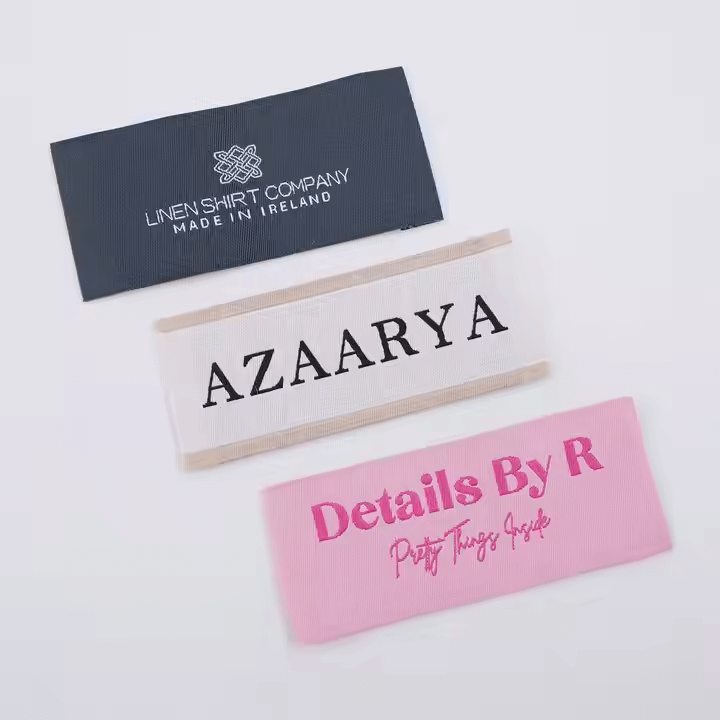 LINEN SHIRT COMPANY
MADE IN IRELAND
AZAARYA
Details By R
Pretty Things Inside